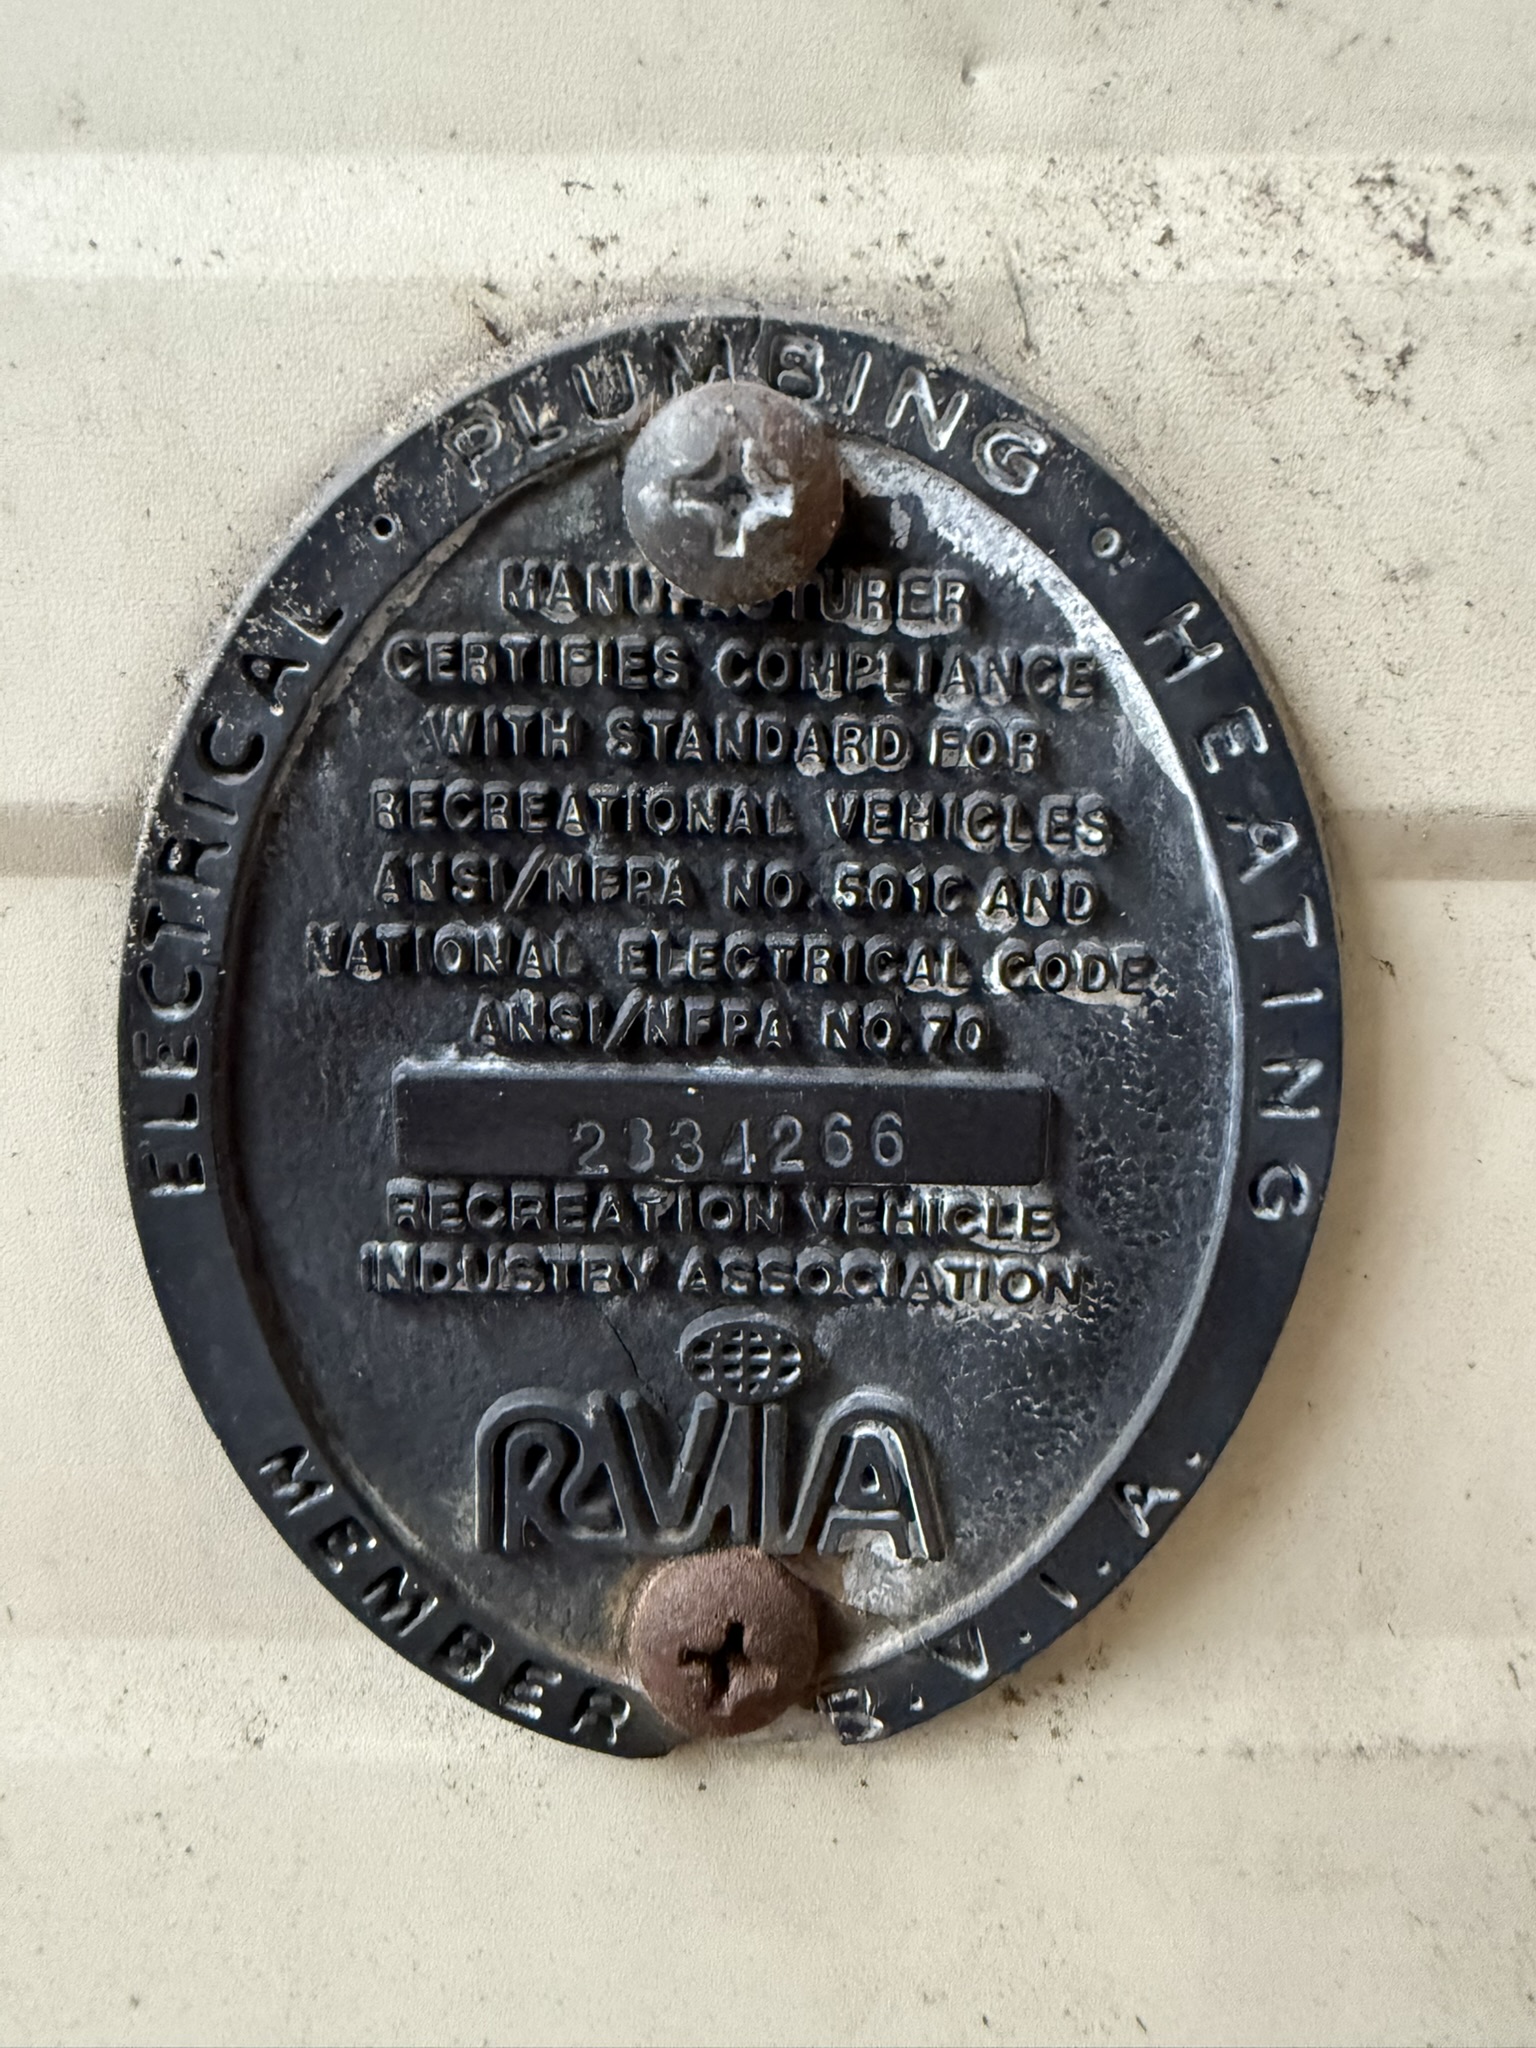 ELECTRICAL · PLUMBING · HEATING
MANUFACTURER
CERTIFIES COMPLIANCE
WITH STANDARD FOR
RECREATIONAL VEHICLES
ANSI/NFPA NO. 501C AND
NATIONAL ELECTRICAL CODE
ANSI/NFPA NO. 70
2334266
RECREATION VEHICLE
INDUSTRY ASSOCIATION
RVIA
MEMBER R.V.I.A.